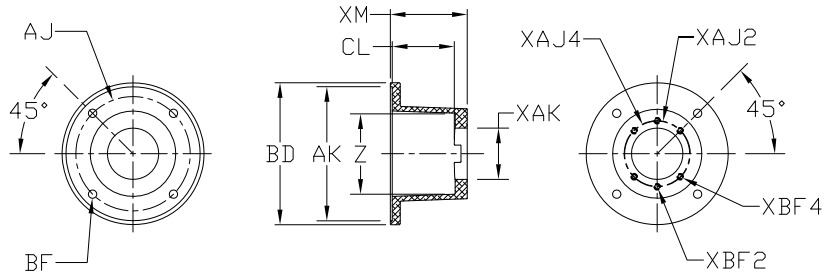 AJ
45°
BF
XM
CL
BD
AK
Z
XAK
XAJ4
XAJ2
45°
XBF4
XBF2